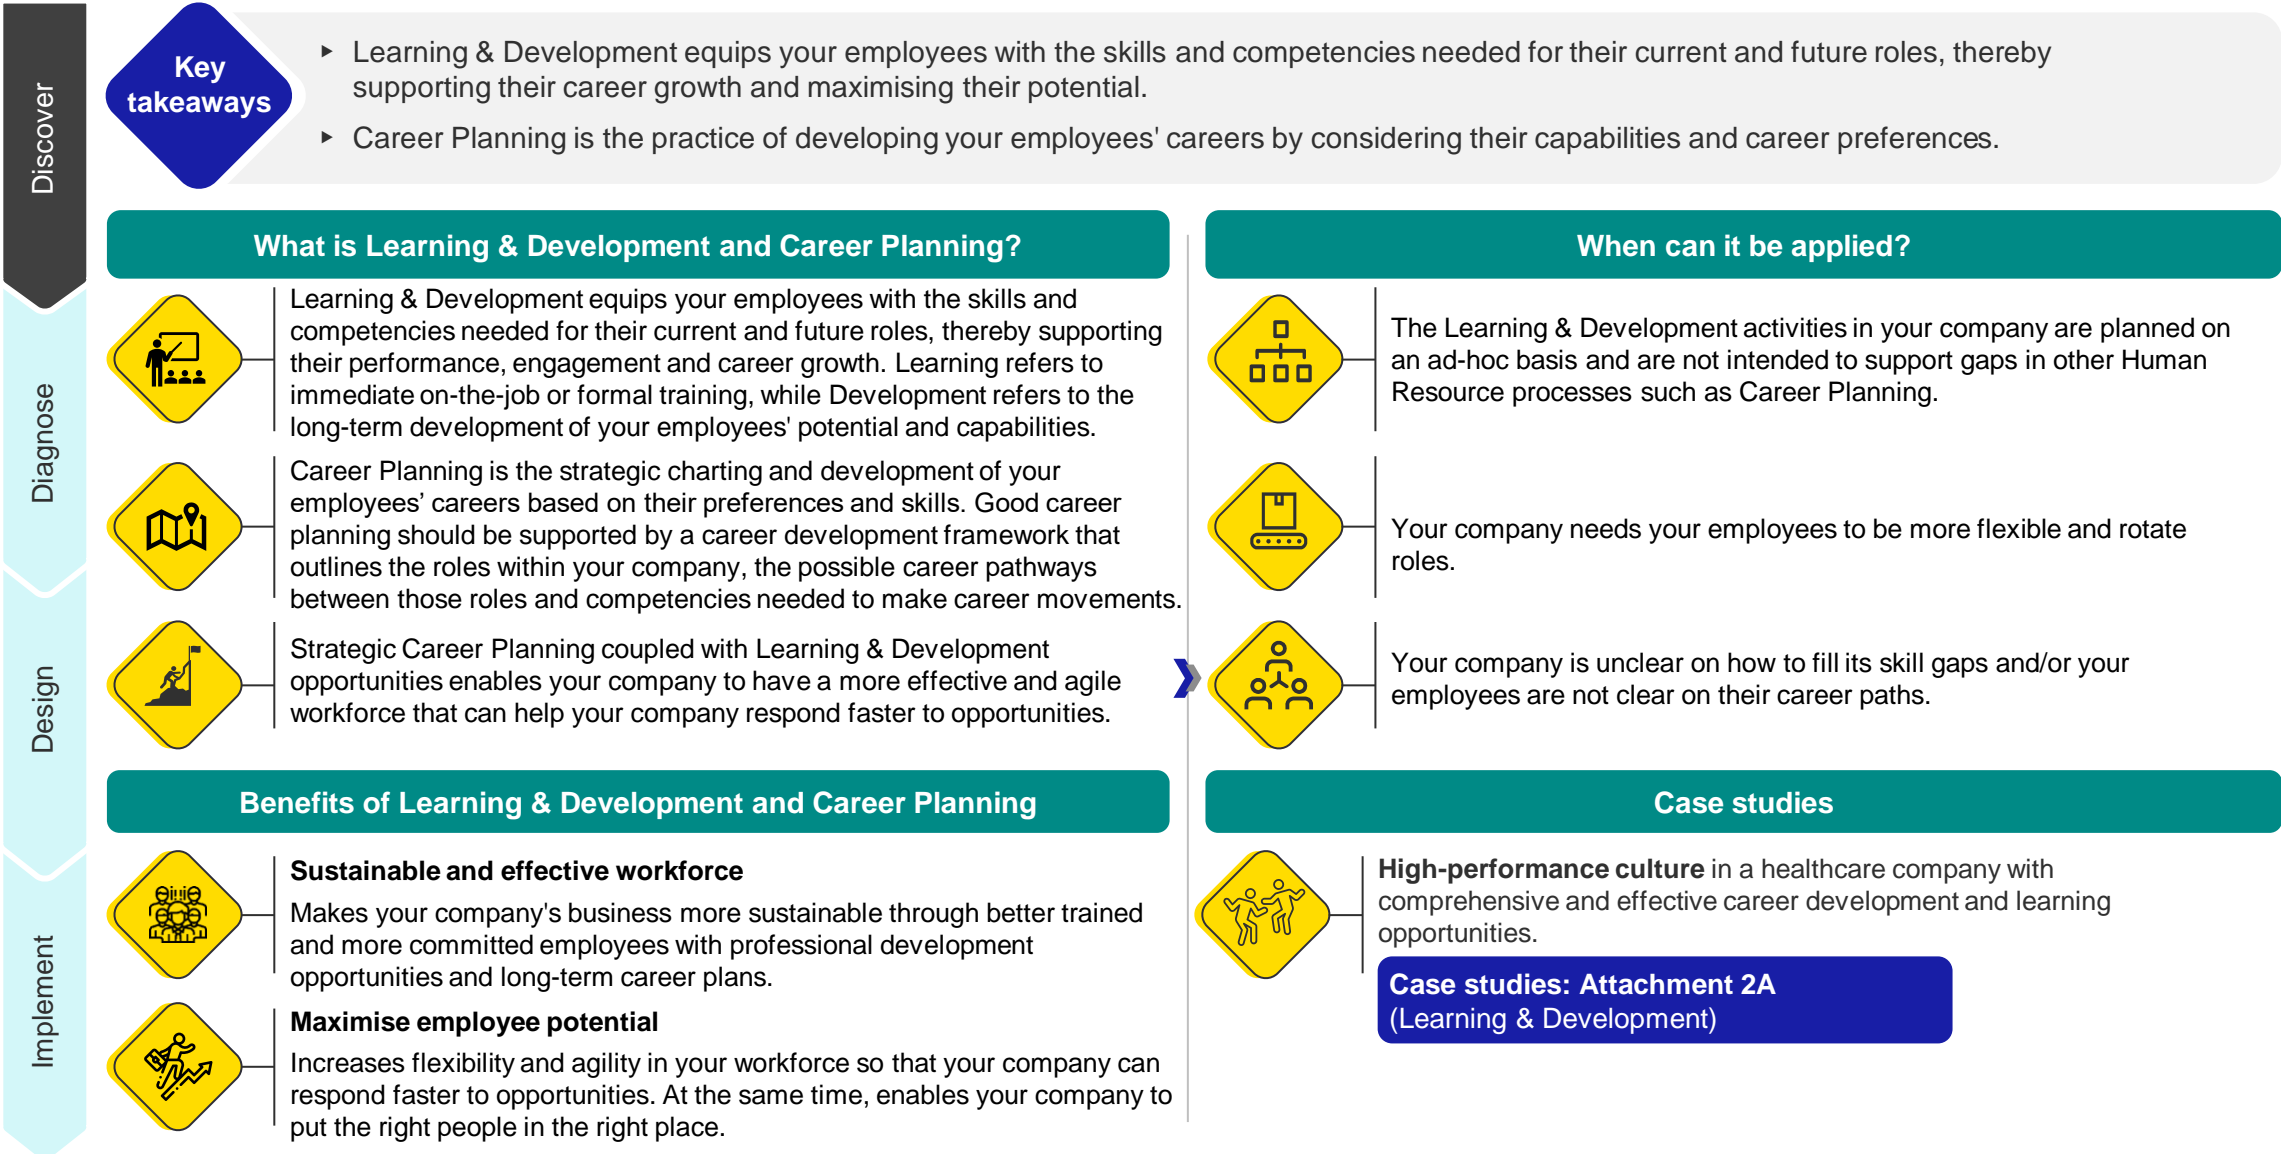 Discover
Diagnose
Design
Implement
Key
takeaways
‣ Learning & Development equips your employees with the skills and competencies needed for their current and future roles, thereby
supporting their career growth and maximising their potential.
‣ Career Planning is the practice of developing your employees' careers by considering their capabilities and career preferences.
What is Learning & Development and Career Planning?
Learning & Development equips your employees with the skills and
competencies needed for their current and future roles, thereby supporting
their performance, engagement and career growth. Learning refers to
immediate on-the-job or formal training, while Development refers to the
long-term development of your employees' potential and capabilities.
Career Planning is the strategic charting and development of your
employees’ careers based on their preferences and skills. Good career
planning should be supported by a career development framework that
outlines the roles within your company, the possible career pathways
between those roles and competencies needed to make career movements.
Strategic Career Planning coupled with Learning & Development
opportunities enables your company to have a more effective and agile
workforce that can help your company respond faster to opportunities.
When can it be applied?
The Learning & Development activities in your company are planned on
an ad-hoc basis and are not intended to support gaps in other Human
Resource processes such as Career Planning.
Your company needs your employees to be more flexible and rotate
roles.
Your company is unclear on how to fill its skill gaps and/or your
employees are not clear on their career paths.
Benefits of Learning & Development and Career Planning
Sustainable and effective workforce
Makes your company's business more sustainable through better trained
and more committed employees with professional development
opportunities and long-term career plans.
Maximise employee potential
Increases flexibility and agility in your workforce so that your company can
respond faster to opportunities. At the same time, enables your company to
put the right people in the right place.
Case studies
High-performance culture in a healthcare company with
comprehensive and effective career development and learning
opportunities.
Case studies: Attachment 2A
(Learning & Development)